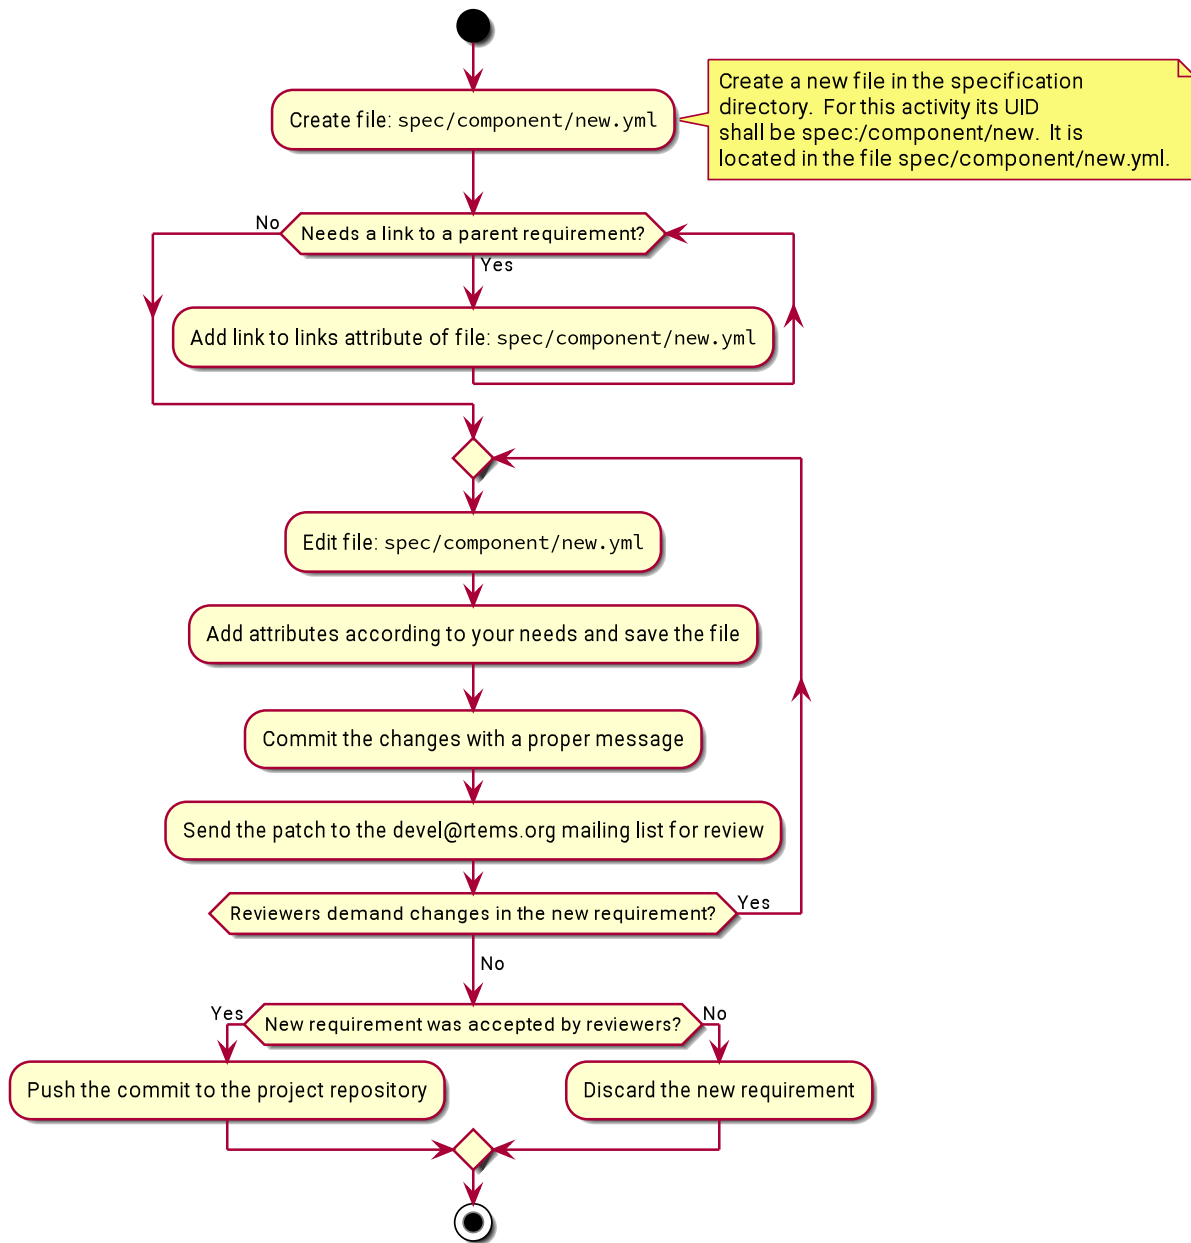 Create file: spec/component/new.yml
Create a new file in the specification
directory.  For this activity its UID
shall be spec:/component/new.  It is
located in the file spec/component/new.yml.
No
Needs a link to a parent requirement?
Yes
Add link to links attribute of file: spec/component/new.yml
Edit file: spec/component/new.yml
Add attributes according to your needs and save the file
Commit the changes with a proper message
Send the patch to the devel@rtems.org mailing list for review
Reviewers demand changes in the new requirement?
Yes
No
Yes
New requirement was accepted by reviewers?
No
Push the commit to the project repository
Discard the new requirement